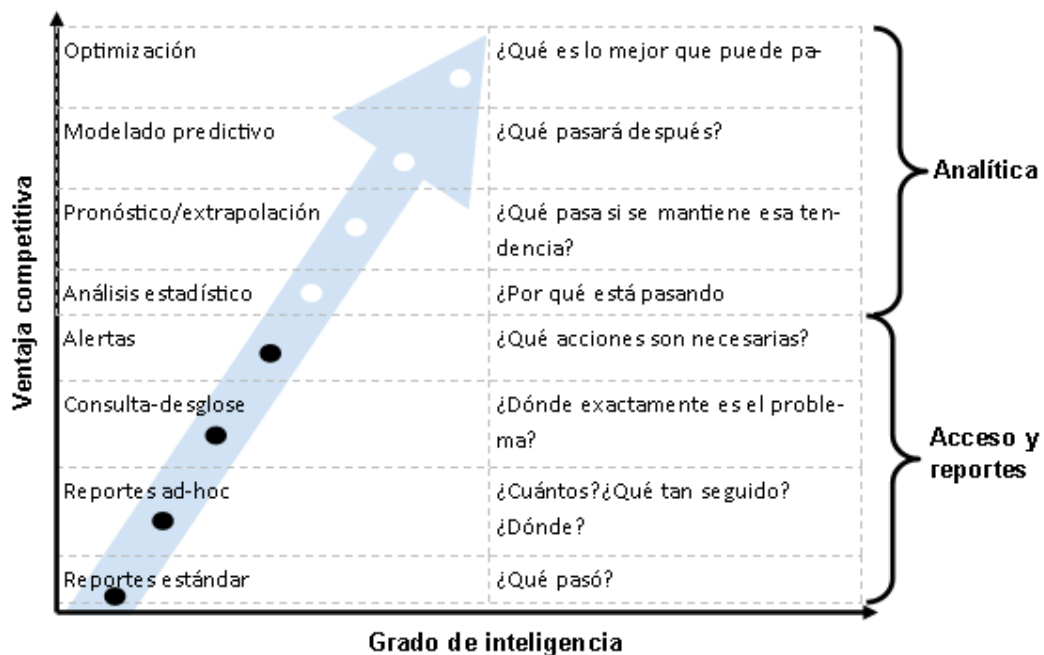 Ventaja competitiva
Optimización
¿Qué es lo mejor que puede pa-
Modelado predictivo
¿Qué pasará después?
Pronóstico/extrapolación
¿Qué pasa si se mantiene esa ten-
dencia?
Análisis estadístico
¿Por qué está pasando
Alertas
¿Qué acciones son necesarias?
Consulta-desglose
¿Dónde exactamente es el proble-
ma?
Reportes ad-hoc
¿Cuántos?¿Qué tan seguido?
¿Dónde?
Reportes estándar
¿Qué pasó?
Analítica
Acceso y
reportes
Grado de inteligencia